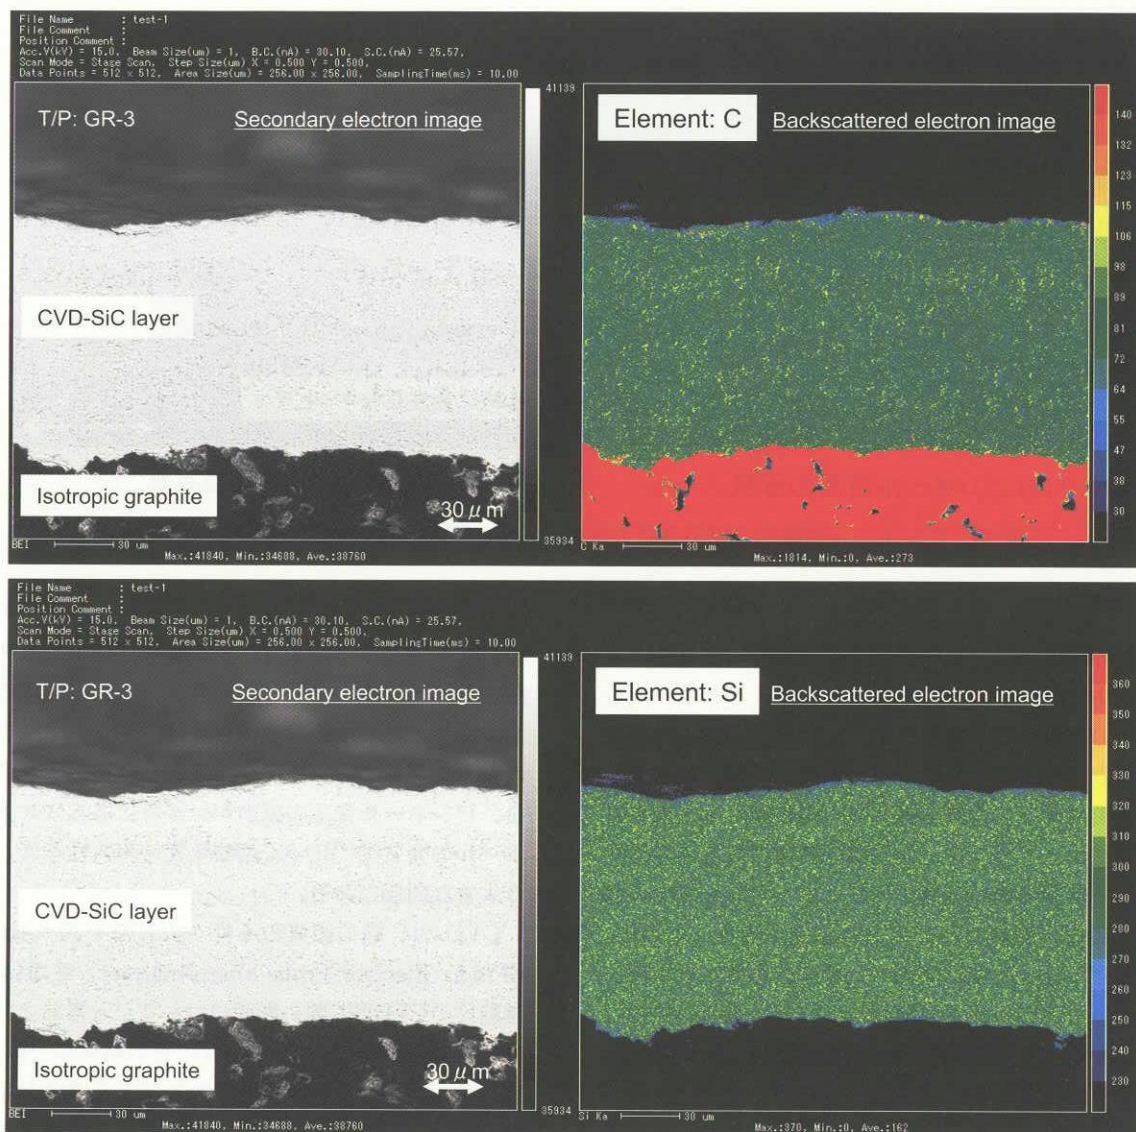 File Name : test-1
File Comment :
Position Comment :
Acc.V(kV) = 15.0, Beam Size(um) = 1, B.C.(nA) = 30.10, S.C.(nA) = 25.57,
Scan Mode = Stage Scan, Step Size(um) X = 0.500 Y = 0.500,
Data Points = 512 x 512, Area Size(um) = 256.00 x 256.00, SamplingTime(ms) = 10.00
T/P: GR-3
Secondary electron image
CVD-SiC layer
Isotropic graphite
30 μm
BEI
30 um
Max.:41840, Min.:34688, Ave.:38760
41139
35934
Element: C
Backscattered electron image
C Ka
30 um
Max.:1814, Min.:0, Ave.:273
140
132
123
115
106
98
89
81
72
64
55
47
38
30
File Name : test-1
File Comment :
Position Comment :
Acc.V(kV) = 15.0, Beam Size(um) = 1, B.C.(nA) = 30.10, S.C.(nA) = 25.57,
Scan Mode = Stage Scan, Step Size(um) X = 0.500 Y = 0.500,
Data Points = 512 x 512, Area Size(um) = 256.00 x 256.00, SamplingTime(ms) = 10.00
T/P: GR-3
Secondary electron image
CVD-SiC layer
Isotropic graphite
30 μm
BEI
30 um
Max.:41840, Min.:34688, Ave.:38760
41139
35934
Element: Si
Backscattered electron image
Si Ka
30 um
Max.:370, Min.:0, Ave.:162
360
350
340
330
320
310
300
290
280
270
260
250
240
230